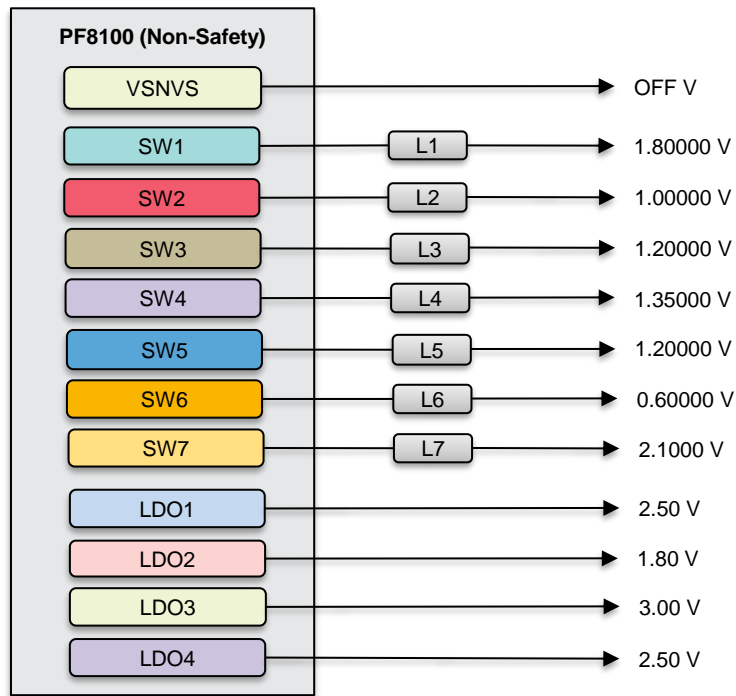 PF8100 (Non-Safety)
VSNVS OFF V
SW1 L1 1.80000 V
SW2 L2 1.00000 V
SW3 L3 1.20000 V
SW4 L4 1.35000 V
SW5 L5 1.20000 V
SW6 L6 0.60000 V
SW7 L7 2.1000 V
LDO1 2.50 V
LDO2 1.80 V
LDO3 3.00 V
LDO4 2.50 V